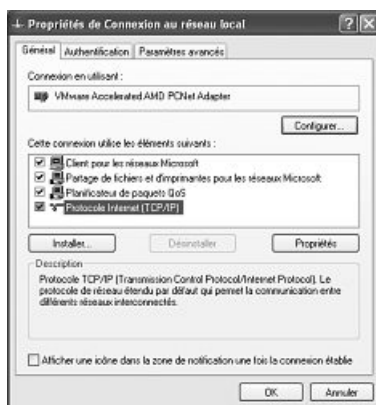 Propriétés de Connexion au réseau local
Général Authentification Paramètres avancés
Connexion en utilisant :
VMware Accelerated AMD PCNet Adapter
Configurer...
Cette connexion utilise les éléments suivants :
Client pour les réseaux Microsoft
Partage de fichiers et d'imprimantes pour les réseaux Microsoft
Planificateur de paquets QoS
Protocole Internet (TCP/IP)
Installer... Désinstaller Propriétés
Description
Protocole TCP/IP (Transmission Control Protocol/Internet Protocol). Le
protocole de réseau étendu par défaut qui permet la communication entre
différents réseaux interconnectés.
Afficher une icône dans la zone de notification une fois la connexion établie
OK Annuler